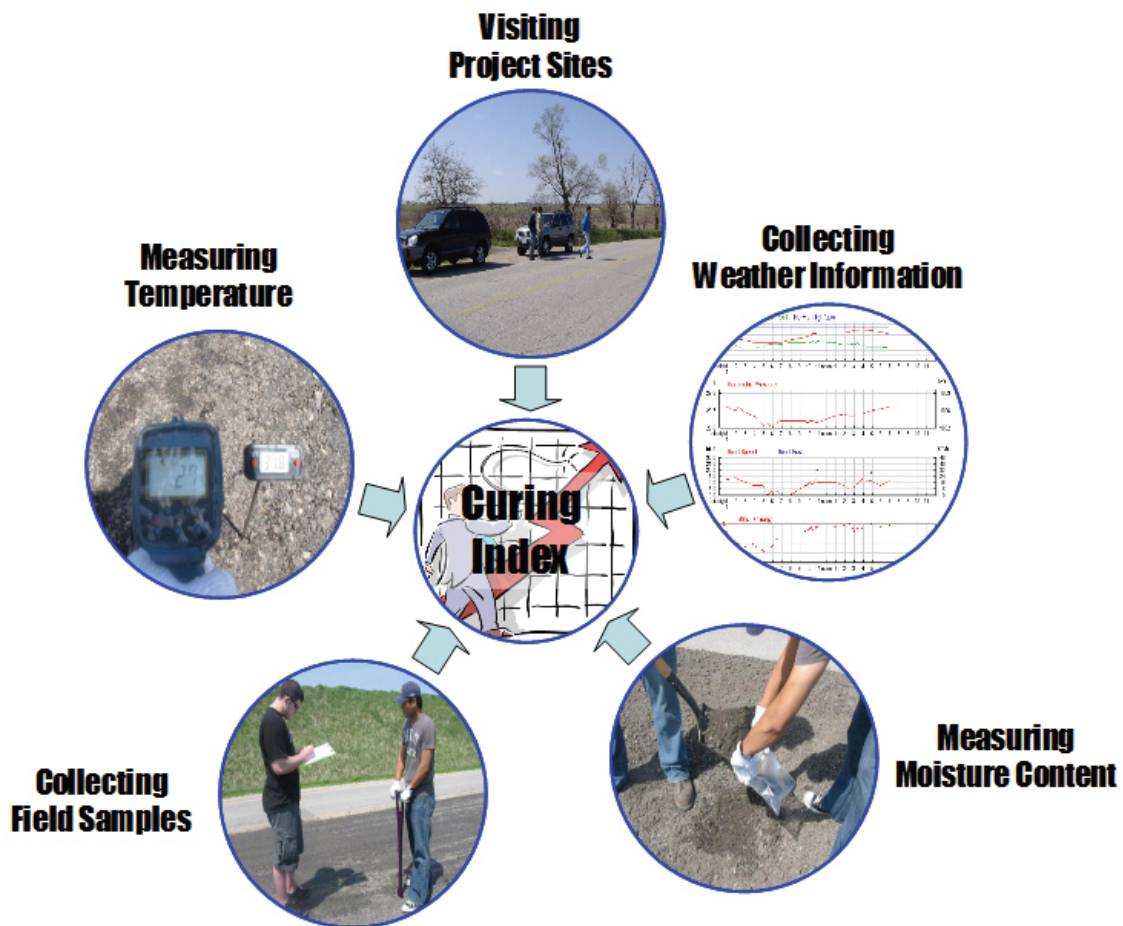 Visiting
Project Sites
Measuring
Temperature
Collecting
Weather Information
Curing
Index
Collecting
Field Samples
Measuring
Moisture Content